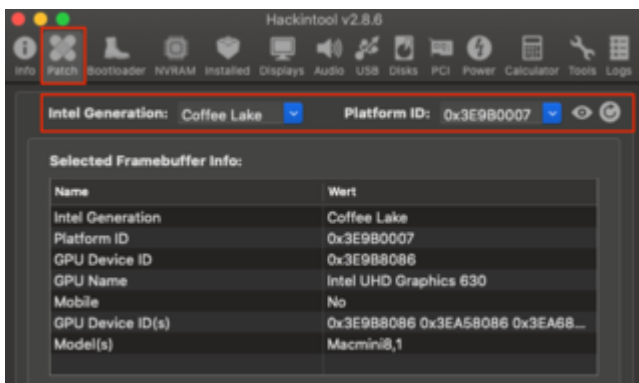 Hackintool v2.8.6
Info Patch Bootloader NVRAM Installed Displays Audio USB Disks PCI Power Calculator Tools Logs
Intel Generation: Coffee Lake Platform ID: 0x3E9B0007
Selected Framebuffer Info:
Name Wert
Intel Generation Coffee Lake
Platform ID 0x3E9B0007
GPU Device ID 0x3E9B8086
GPU Name Intel UHD Graphics 630
Mobile No
GPU Device ID(s) 0x3E9B8086 0x3EA58086 0x3EA68...
Model(s) Macmini8,1